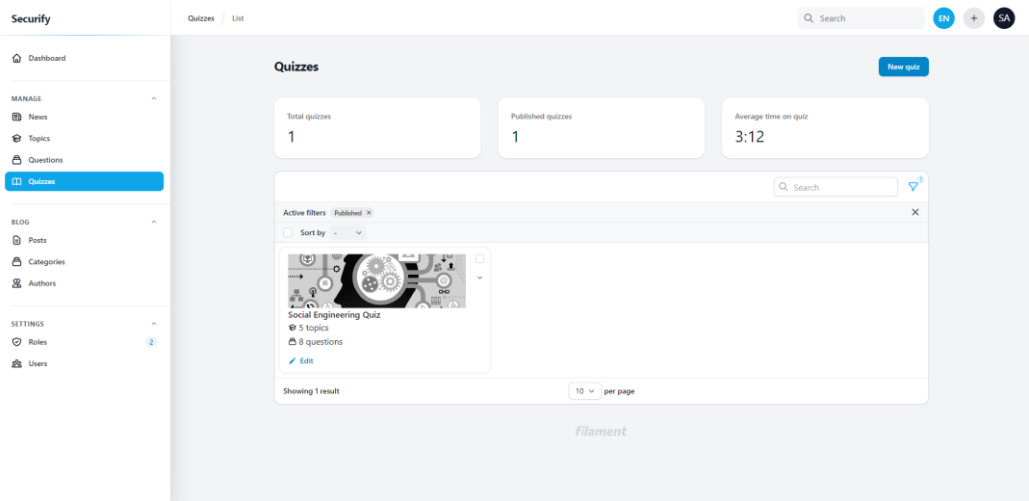 Securify
Quizzes / List
Search
EN
+
SA
Dashboard
MANAGE
News
Topics
Questions
Quizzes
BLOG
Posts
Categories
Authors
SETTINGS
Roles 2
Users
Quizzes
New quiz
Total quizzes
1
Published quizzes
1
Average time on quiz
3:12
Search
Active filters Published ×
Sort by -
Social Engineering Quiz
5 topics
8 questions
Edit
Showing 1 result
10 per page
filament